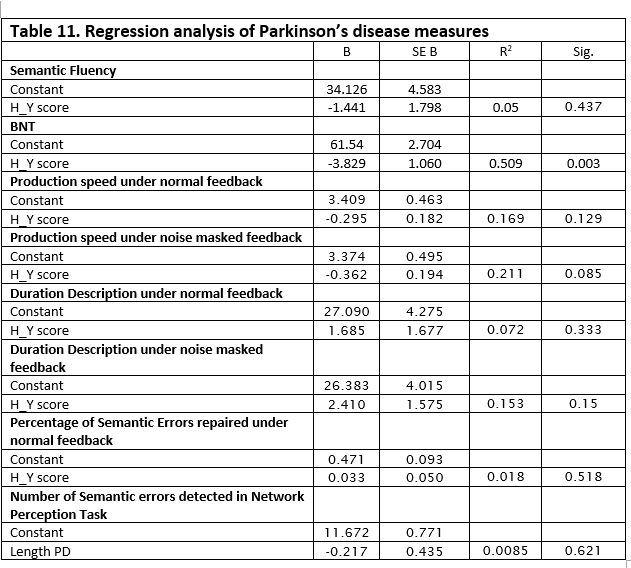 Table 11. Regression analysis of Parkinson's disease measures
B SE B R² Sig.
Semantic Fluency
Constant 34.126 4.583
H_Y score -1.441 1.798 0.05 0.437
BNT
Constant 61.54 2.704
H_Y score -3.829 1.060 0.509 0.003
Production speed under normal feedback
Constant 3.409 0.463
H_Y score -0.295 0.182 0.169 0.129
Production speed under noise masked feedback
Constant 3.374 0.495
H_Y score -0.362 0.194 0.211 0.085
Duration Description under normal feedback
Constant 27.090 4.275
H_Y score 1.685 1.677 0.072 0.333
Duration Description under noise masked
feedback
Constant 26.383 4.015
H_Y score 2.410 1.575 0.153 0.15
Percentage of Semantic Errors repaired under
normal feedback
Constant 0.471 0.093
H_Y score 0.033 0.050 0.018 0.518
Number of Semantic errors detected in Network
Perception Task
Constant 11.672 0.771
Length PD -0.217 0.435 0.0085 0.621